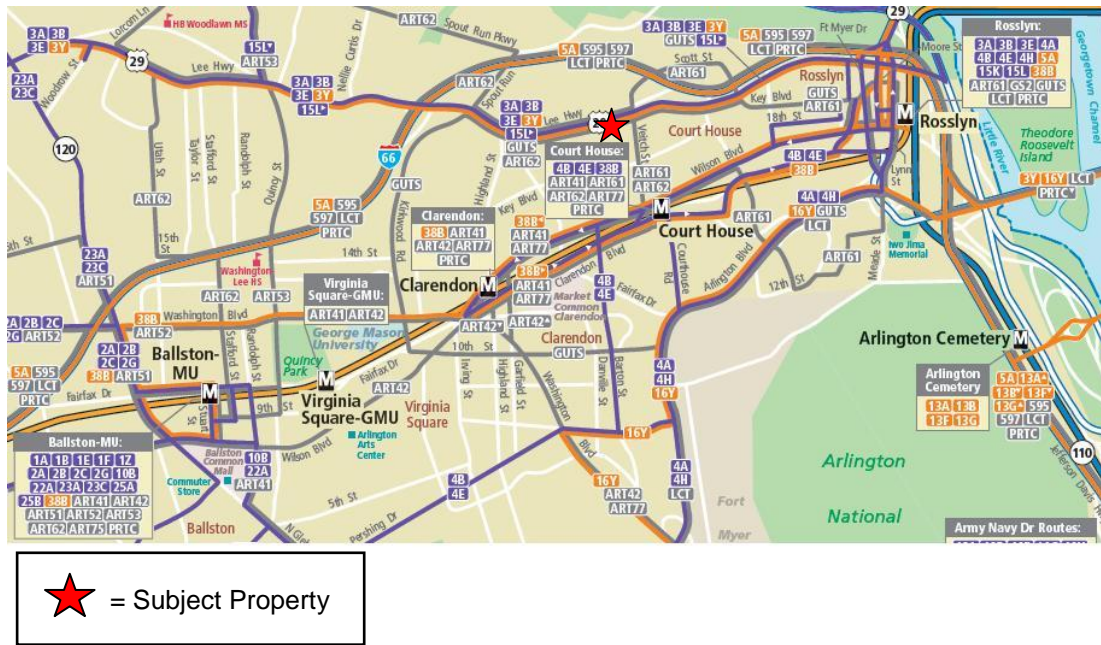 ART62
HB Woodlawn MS
Lorcom Ln
3A 3B
3E 3Y
15L
ART53
Nellie Custis Dr
Spout Run Pkwy
3A 3B 3E 3Y
GUTS 15L
5A 595 597
LCT PRTC
Ft Myer Dr
29
Moore St
Rosslyn:
3A 3B 3E 4A
4B 4E 4H 5A
15K 15L 38B
ART61 GS2 GUTS
LCT PRTC
Georgetown Channel
29
Lee Hwy
5A 595 597
LCT PRTC
Scott St
ART61
Rosslyn
23A
23C
Woodrow St
3A 3B
3E 3Y
15L
ART62
Spout Run
3A 3B
3E 3Y
15L
GUTS
ART62
Lee Hwy
Key Blvd
GUTS
ART61
18th St
M
Rosslyn
Little River
Theodore
Roosevelt
Island
120
Utah St
Taylor St
Stafford St
Randolph St
Quincy St
66
Veitch St
Court House
Wilson Blvd
4B 4E
38B
Lynn St
3Y 16Y LCT
PRTC
Court House:
4B 4E 38B
ART41 ART61
ART62 ART77
PRTC
ART61
ART62
ART62
GUTS
Kirkwood Rd
Highland St
5A 595
597 LCT
PRTC
Clarendon:
38B ART41
ART42 ART77
PRTC
Key Blvd
38B
ART41
ART77
M
Court House
4A 4H
16Y GUTS
LCT
ART61
Iwo Jima
Memorial
Meade St
15th St
14th St
23A
23C
ART51
Washington
Lee HS
Clarendon
M
38B
ART41
ART77
Clarendon Blvd
4B
4E
Fairfax Dr
Courthouse
Rd
Arlington Blvd
12th St
ART61
ART62
ART53
Virginia
Square-GMU:
ART41 ART42
Market
Common
Clarendon
2A 2B 2C
2G ART52
38B
ART52
Washington Blvd
George Mason
University
ART42
ART42
10th St
Clarendon
GUTS
Arlington Cemetery
M
2A 2B
2C 2G
38B ART51
Ballston-
MU
M
Stafford St
Randolph St
Quincy
Park
M
Fairfax Dr
ART42
Irving St
Highland St
Garfield St
Washington
Blvd
Danville St
Barton St
4A
4H
16Y
Arlington
Cemetery
13A 13B
13F 13G
5A 13A
13B 13F
13G 595
597 LCT
PRTC
5A 595
597 LCT
PRTC
Fairfax Dr
Stuart St
9th St
Virginia
Square-GMU
Virginia
Square
Arlington
Arts
Center
16Y
110
Jefferson Davis
Ballston-MU:
1A 1B 1E 1F 1Z
2A 2B 2C 2G 10B
22A 23A 23C 25A
25B 38B ART41 ART42
ART51 ART52 ART53
ART62 ART75 PRTC
Ballston
Common
Mall
Commuter
Store
Wilson Blvd
10B
22A
ART41
4B
4E
16Y
ART42
ART77
4A
4H
LCT
Arlington
National
Fort
Myer
5th St
Pershing Dr
Ballston
Army Navy Dr Routes:
= Subject Property